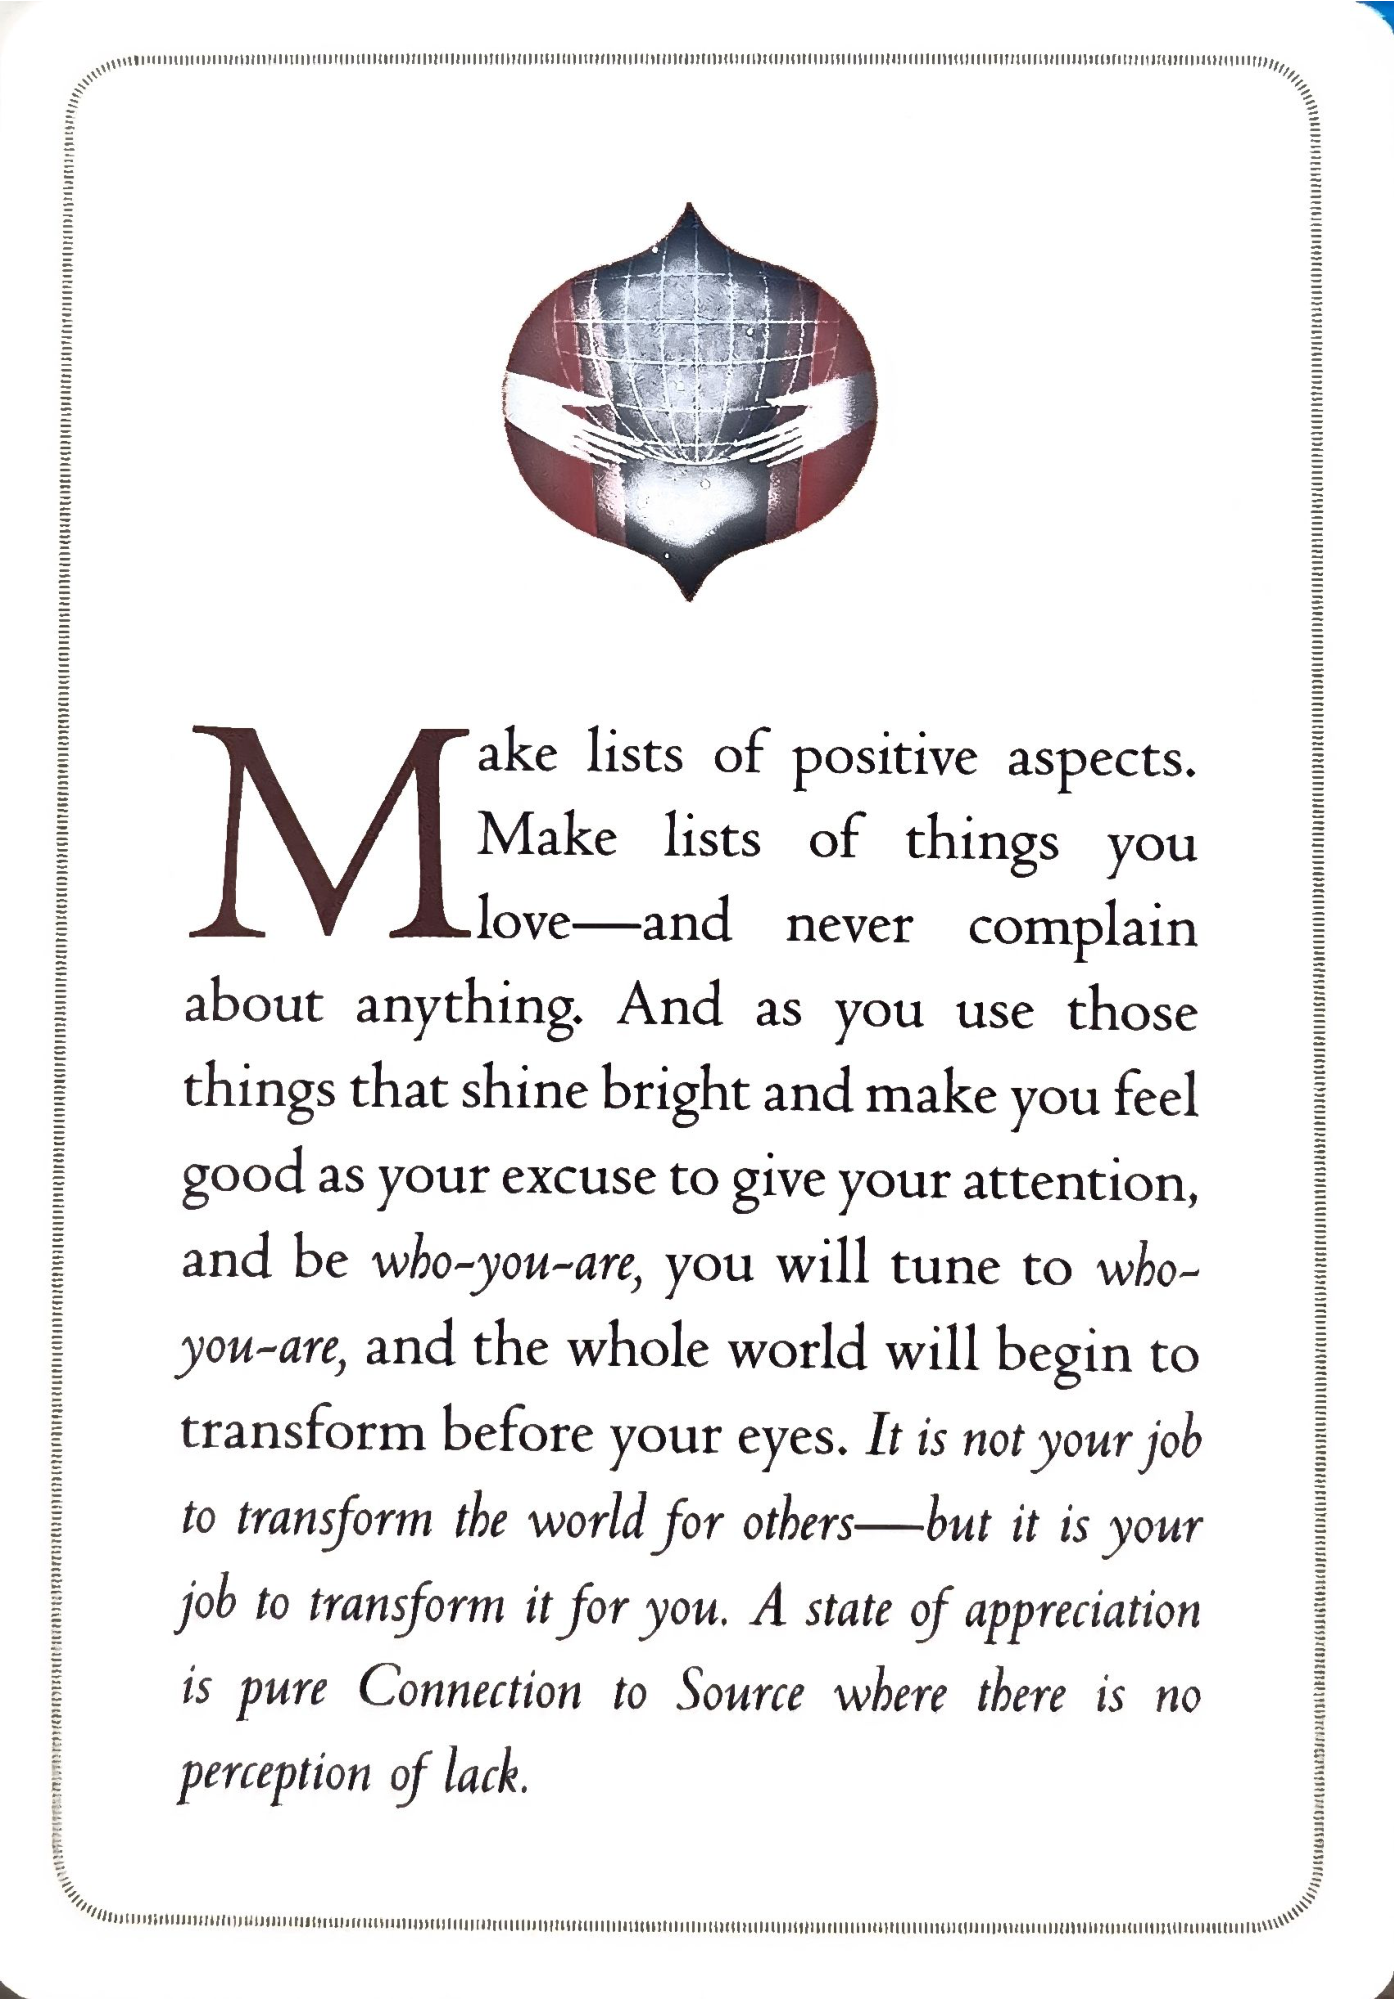 Make lists of positive aspects.
Make lists of things you
love—and never complain
about anything. And as you use those
things that shine bright and make you feel
good as your excuse to give your attention,
and be who-you-are, you will tune to who-
you-are, and the whole world will begin to
transform before your eyes. It is not your job
to transform the world for others—but it is your
job to transform it for you. A state of appreciation
is pure Connection to Source where there is no
perception of lack.